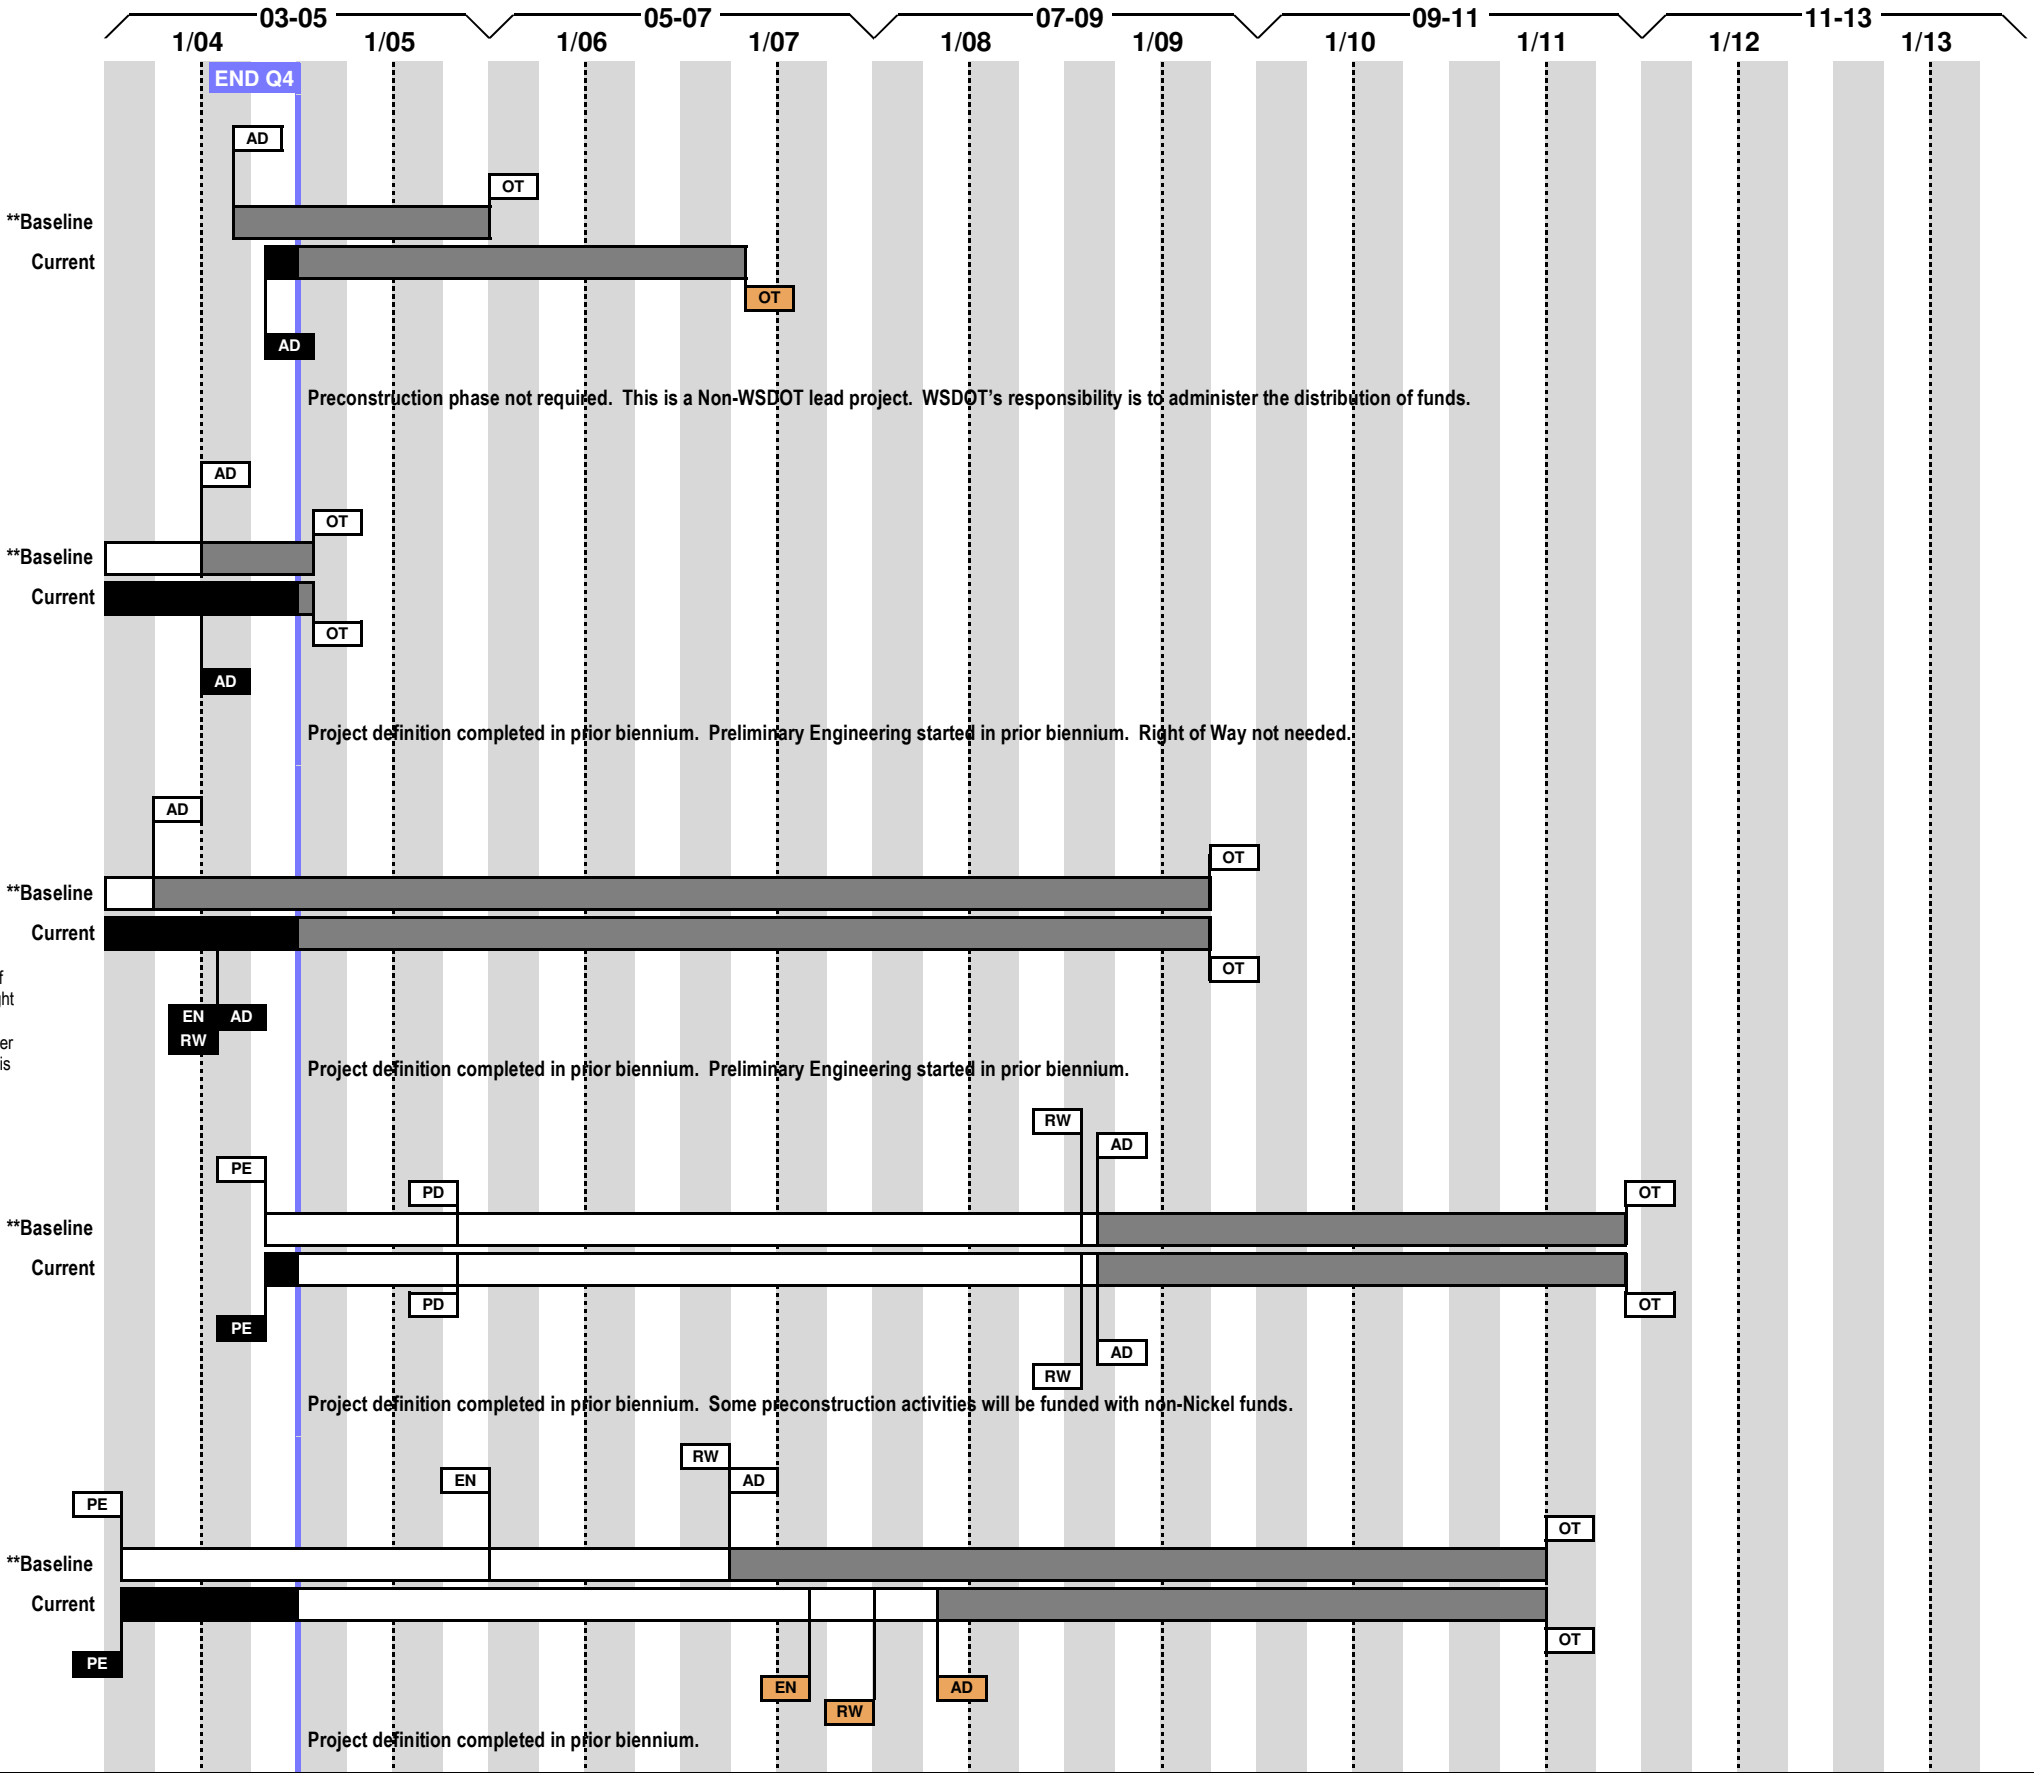 03-05 05-07 07-09 09-11 11-13
1/04 1/05 1/06 1/07 1/08 1/09 1/10 1/11 1/12 1/13
END Q4
AD
OT
**Baseline
Current
OT
AD
Preconstruction phase not required. This is a Non-WSDOT lead project. WSDOT's responsibility is to administer the distribution of funds.
AD
OT
**Baseline
Current
OT
AD
Project definition completed in prior biennium. Preliminary Engineering started in prior biennium. Right of Way not needed.
AD
OT
**Baseline
Current
OT
f
ght
EN AD
RW
er
is
Project definition completed in prior biennium. Preliminary Engineering started in prior biennium.
RW
AD
PE
PD
OT
**Baseline
Current
PD
OT
PE
AD
RW
Project definition completed in prior biennium. Some preconstruction activities will be funded with non-Nickel funds.
RW
EN
AD
PE
OT
**Baseline
Current
OT
PE
EN
AD
RW
Project definition completed in prior biennium.